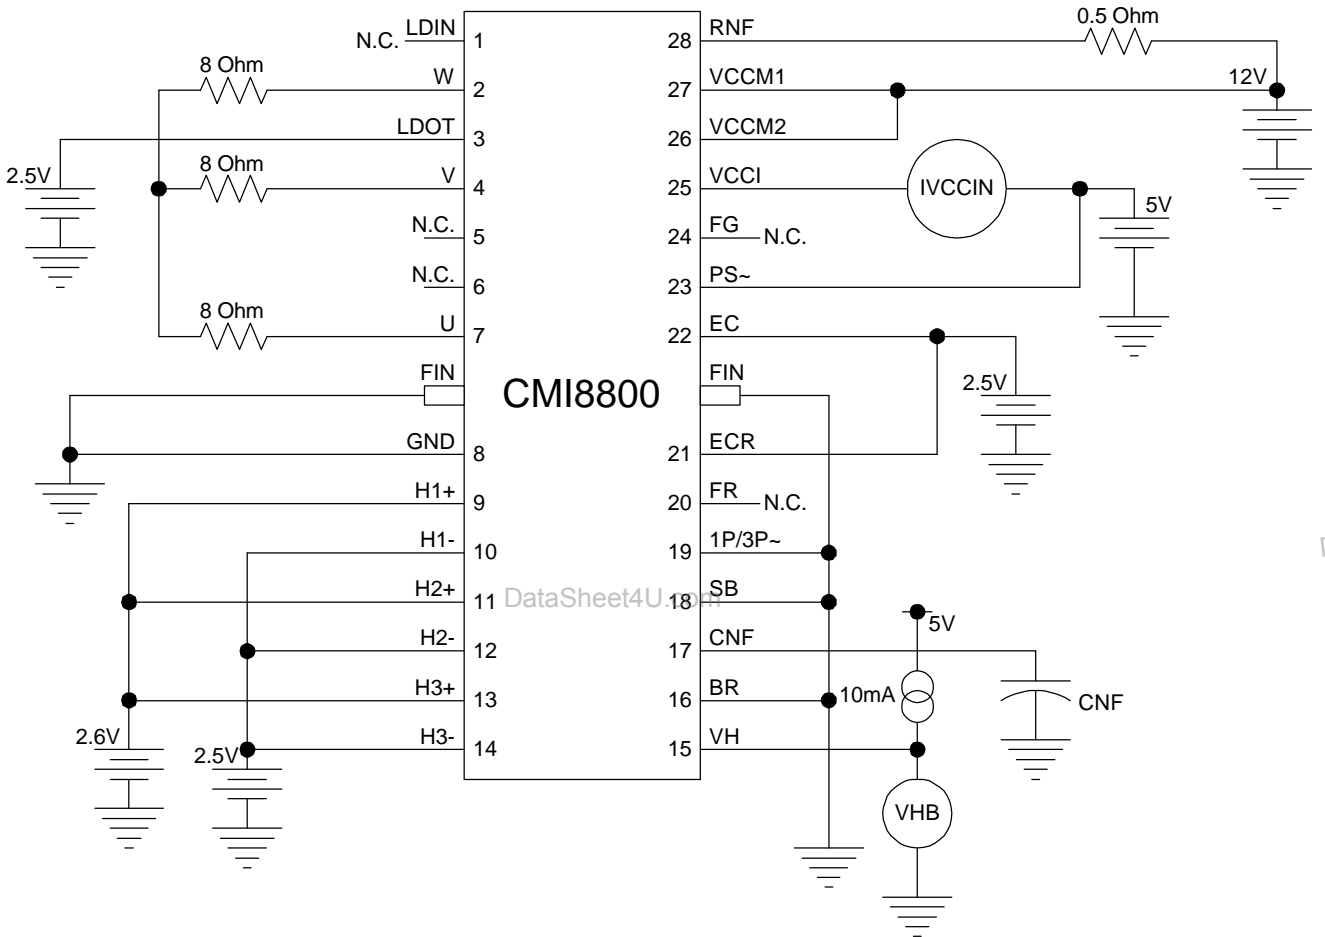 0.5 Ohm
N.C. LDIN 1 28 RNF
8 Ohm
W 2 27 VCCM1 12V
LDOT 3 26 VCCM2
2.5V 8 Ohm
V 4 25 VCCI IVCCIN
5V
N.C. 5 24 FG N.C.
N.C. 6 23 PS~
8 Ohm
U 7 22 EC
FIN FIN
CMI8800 2.5V
GND 8 21 ECR
H1+ 9 20 FR N.C.
H1- 10 19 1P/3P~
H2+ 11 DataSheet4U.com 18 SB
5V
H2- 12 17 CNF
H3+ 13 16 BR 10mA CNF
2.6V
H3- 14 15 VH
2.5V
VHB